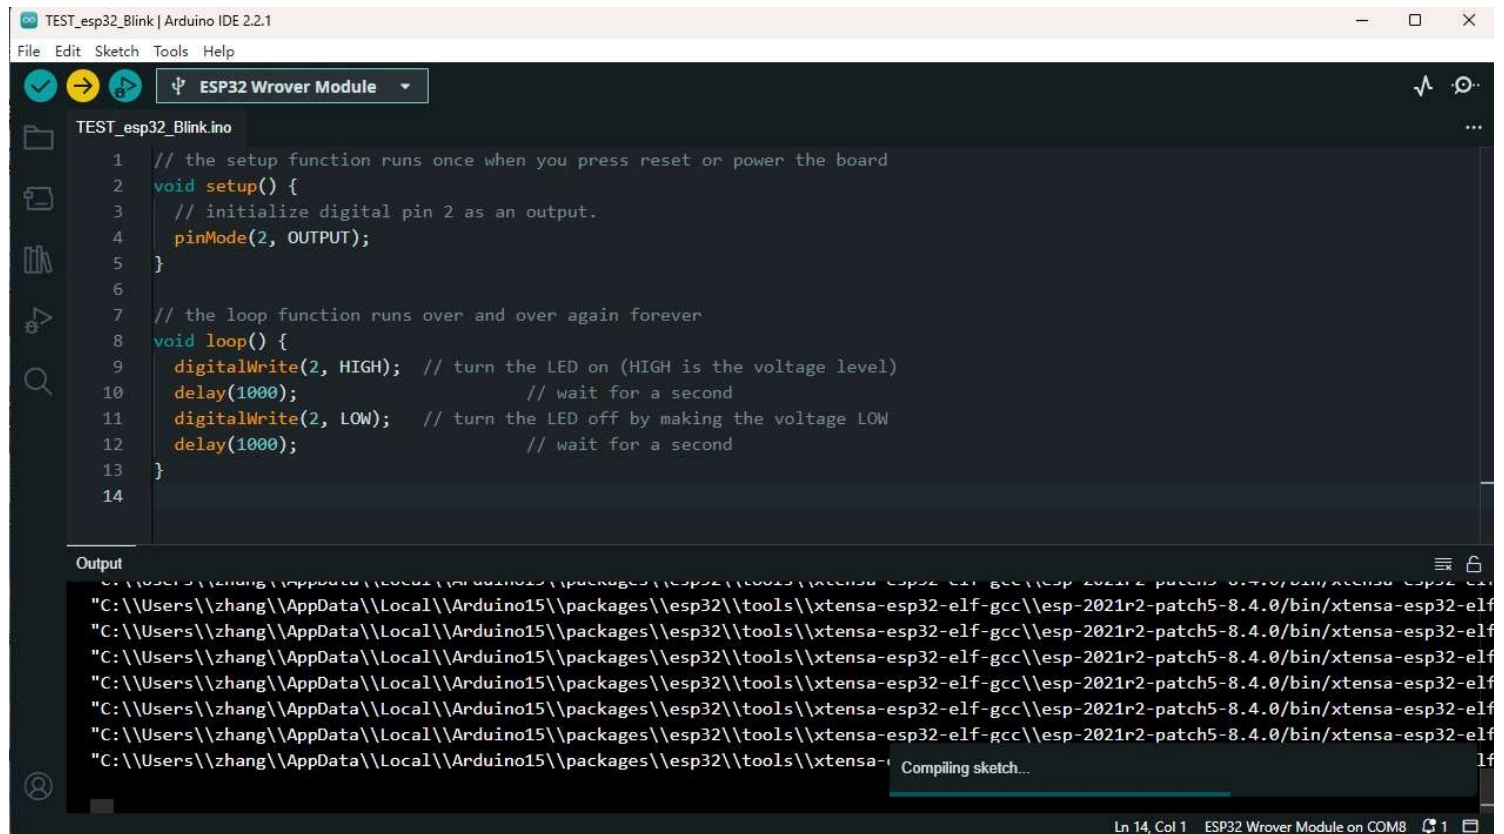 TEST_esp32_Blink | Arduino IDE 2.2.1
File Edit Sketch Tools Help
ESP32 Wrover Module
TEST_esp32_Blink.ino
1 // the setup function runs once when you press reset or power the board
2 void setup() {
3 // initialize digital pin 2 as an output.
4 pinMode(2, OUTPUT);
5 }
6
7 // the loop function runs over and over again forever
8 void loop() {
9 digitalWrite(2, HIGH); // turn the LED on (HIGH is the voltage level)
10 delay(1000); // wait for a second
11 digitalWrite(2, LOW); // turn the LED off by making the voltage LOW
12 delay(1000); // wait for a second
13 }
14
Output
"C:\\Users\\zhang\\AppData\\Local\\Arduino15\\packages\\esp32\\tools\\xtensa-esp32-elf-gcc\\esp-2021r2-patch5-8.4.0/bin/xtensa-esp32-elf
"C:\\Users\\zhang\\AppData\\Local\\Arduino15\\packages\\esp32\\tools\\xtensa-esp32-elf-gcc\\esp-2021r2-patch5-8.4.0/bin/xtensa-esp32-elf
"C:\\Users\\zhang\\AppData\\Local\\Arduino15\\packages\\esp32\\tools\\xtensa-esp32-elf-gcc\\esp-2021r2-patch5-8.4.0/bin/xtensa-esp32-elf
"C:\\Users\\zhang\\AppData\\Local\\Arduino15\\packages\\esp32\\tools\\xtensa-esp32-elf-gcc\\esp-2021r2-patch5-8.4.0/bin/xtensa-esp32-elf
"C:\\Users\\zhang\\AppData\\Local\\Arduino15\\packages\\esp32\\tools\\xtensa-esp32-elf-gcc\\esp-2021r2-patch5-8.4.0/bin/xtensa-esp32-elf
"C:\\Users\\zhang\\AppData\\Local\\Arduino15\\packages\\esp32\\tools\\xtensa-esp32-elf-gcc\\esp-2021r2-patch5-8.4.0/bin/xtensa-esp32-elf
"C:\\Users\\zhang\\AppData\\Local\\Arduino15\\packages\\esp32\\tools\\xtensa- lf
Compiling sketch...
Ln 14, Col 1 ESP32 Wrover Module on COM8 1